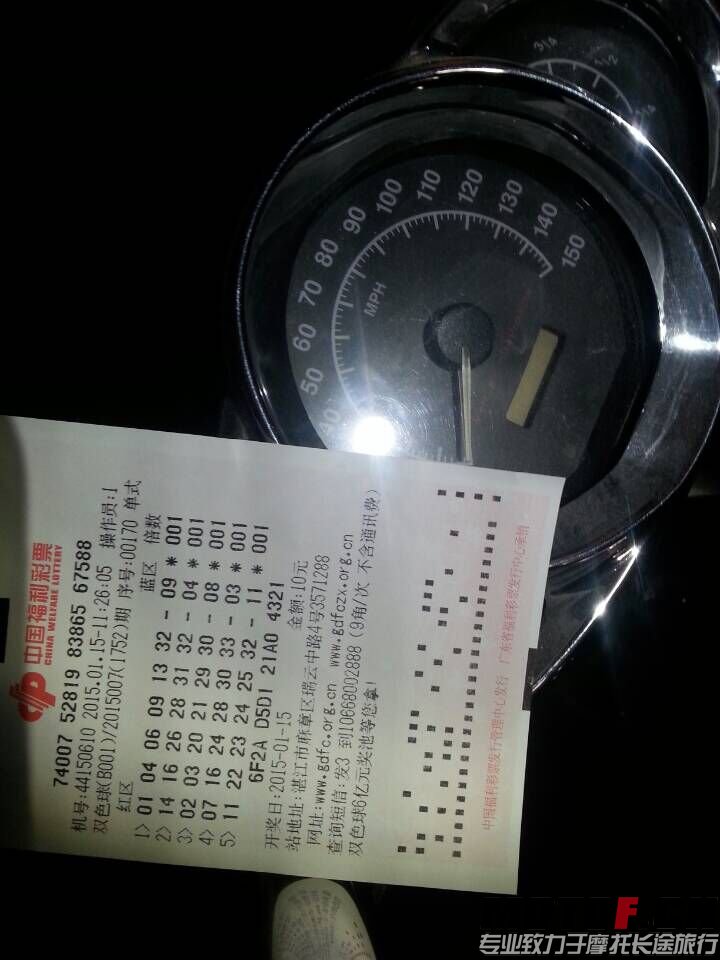 中国福利彩票
CHINA WELFARE LOTTERY
74007 52819 83865 67588
机号:44150610 2015.01.15-11:26:05 操作员:1
双色球(B001)/2015007(1752)期 序号:00170 单式
红区 蓝区 倍数
1> 01 04 06 09 13 32 - 09 * 001
2> 14 16 26 28 31 32 - 04 * 001
3> 02 03 20 21 29 30 - 08 * 001
4> 07 16 24 28 30 33 - 03 * 001
5> 11 22 23 24 25 32 - 11 * 001
6F2A D5D1 21A0 4321
开奖日:2015-01-15 金额:10元
站地址:湛江市麻章区瑞云中路4号3571288
网址:www.gdfc.org.cn www.gdfczx.org.cn
查询短信:发3 到10668002888 (9角/次 不含通讯费)
双色球6亿元奖池等您拿!
中国福利彩票发行管理中心发行 广东省福利彩票发行中心承销
40 50 60 70 80 90 100 110 120 130 140 150
MPH
3/4 1/2
专业致力于摩托长途旅行